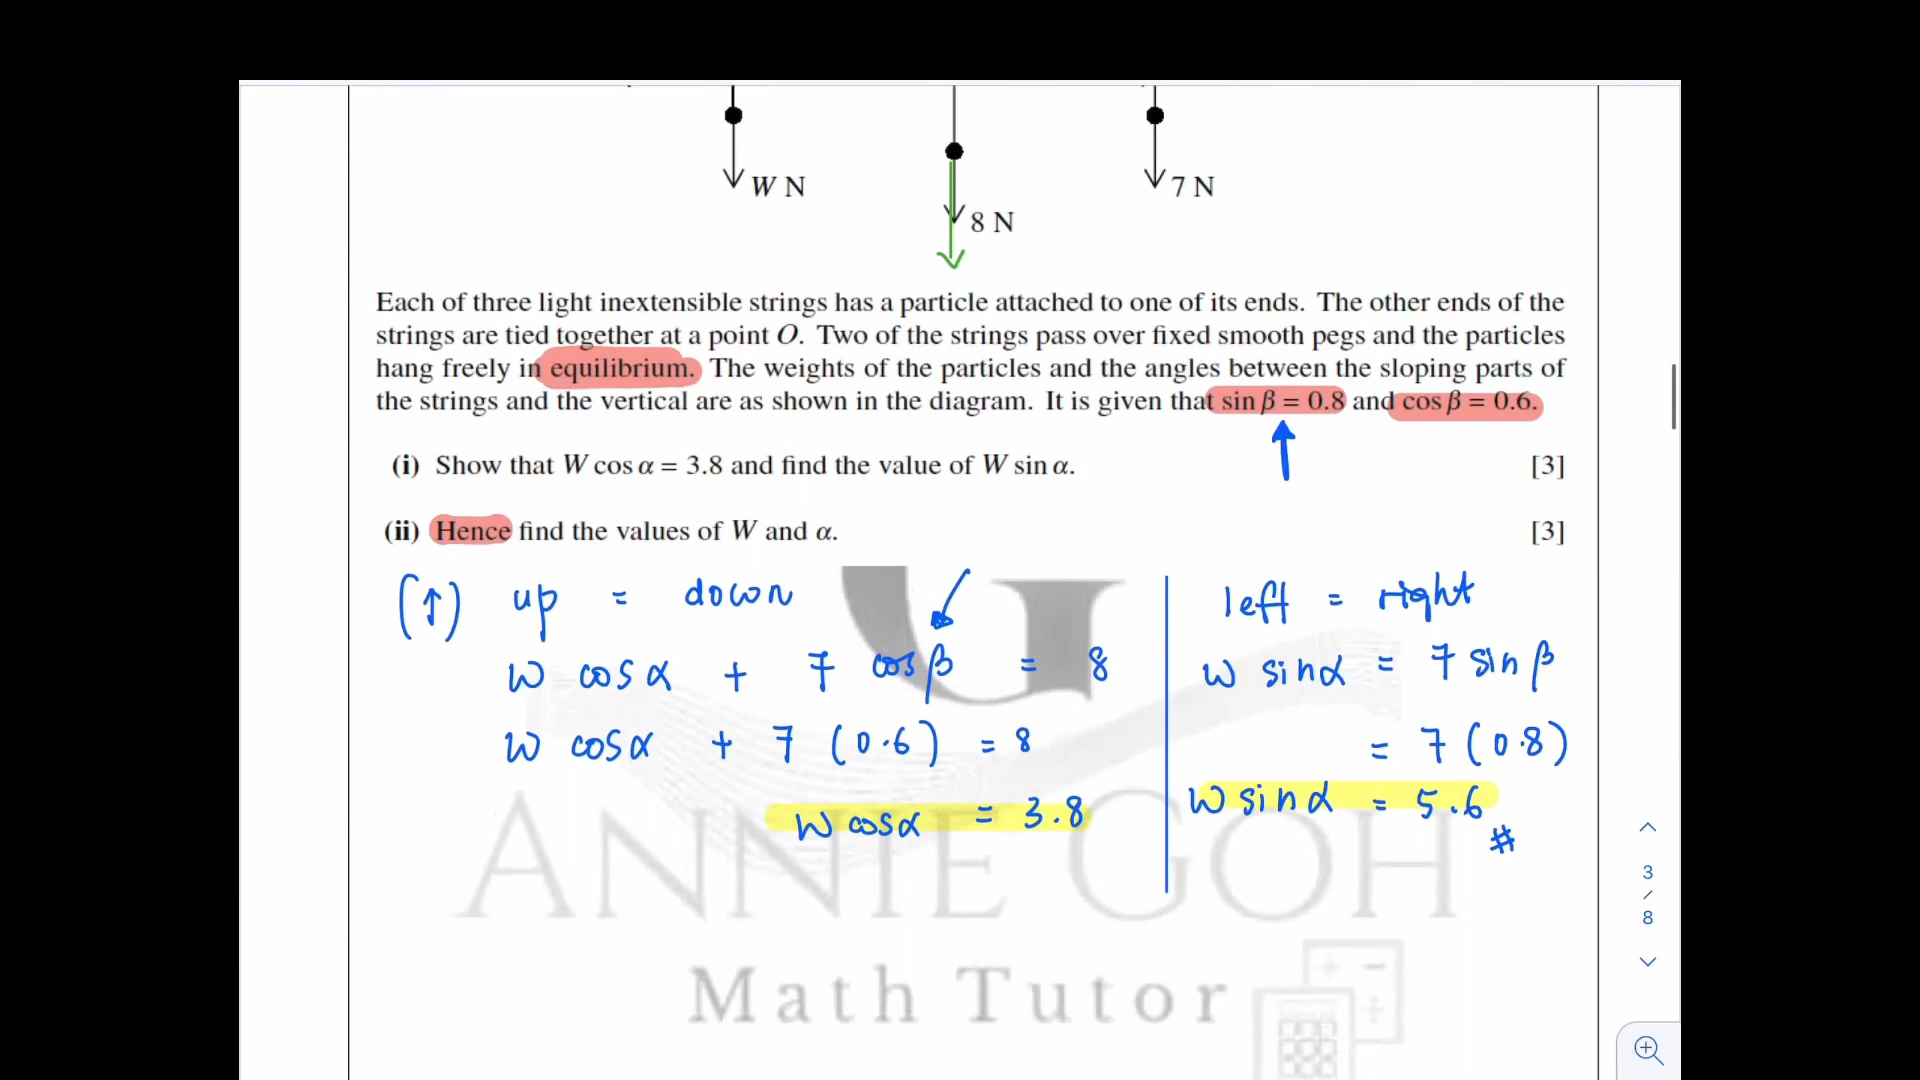 W N
8 N
7 N
Each of three light inextensible strings has a particle attached to one of its ends. The other ends of the
strings are tied together at a point O. Two of the strings pass over fixed smooth pegs and the particles
hang freely in equilibrium. The weights of the particles and the angles between the sloping parts of
the strings and the vertical are as shown in the diagram. It is given that sin β = 0.8 and cos β = 0.6.
(i) Show that W cos α = 3.8 and find the value of W sin α. [3]
(ii) Hence find the values of W and α. [3]
(↑) up = down
W cos α + 7 cos β = 8
W cos α + 7 (0.6) = 8
W cos α = 3.8
left = right
W sin α = 7 sin β
= 7 (0.8)
W sin α = 5.6 #
ANNIE GOH
Math Tutor
3
/
8